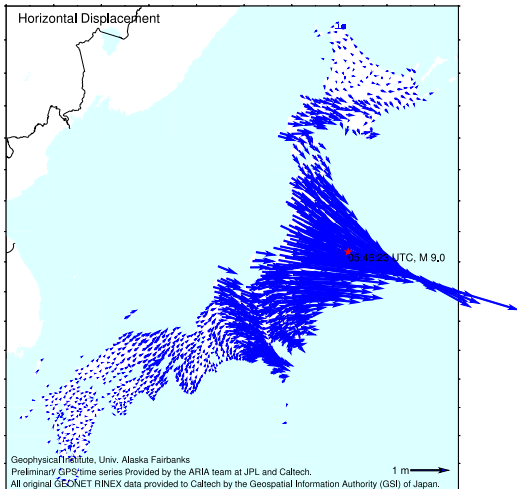 Horizontal Displacement
05:46:23 UTC, M 9.0
Geophysical Institute, Univ. Alaska Fairbanks
Preliminary GPS time series Provided by the ARIA team at JPL and Caltech.
1 m
All original GEONET RINEX data provided to Caltech by the Geospatial Information Authority (GSI) of Japan.